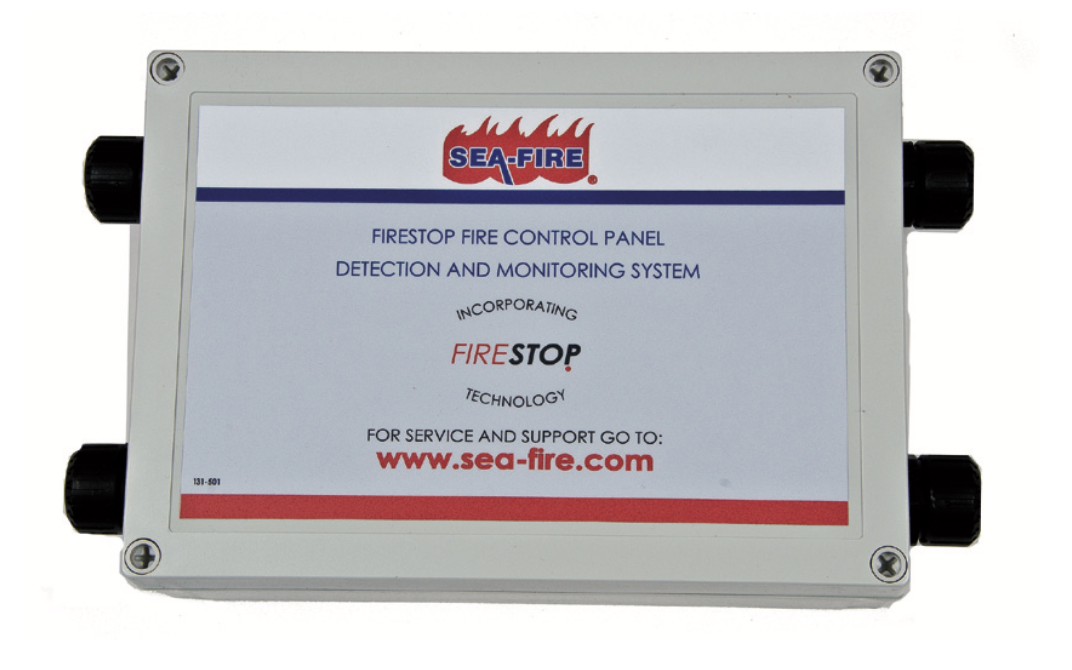 SEA-FIRE®
FIRESTOP FIRE CONTROL PANEL
DETECTION AND MONITORING SYSTEM
INCORPORATING
FIRESTOP
TECHNOLOGY
FOR SERVICE AND SUPPORT GO TO:
www.sea-fire.com
131-501